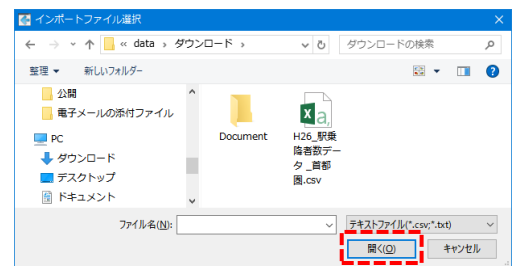 インポートファイル選択
« data › ダウンロード ›
ダウンロードの検索
整理 ▼ 新しいフォルダー
公開
電子メールの添付ファイル
PC
ダウンロード
デスクトップ
ドキュメント
Document
H26_駅乗
降者数デー
タ _首都
圏.csv
ファイル名(N):
テキストファイル(*.csv;*.txt)
開く(O) キャンセル